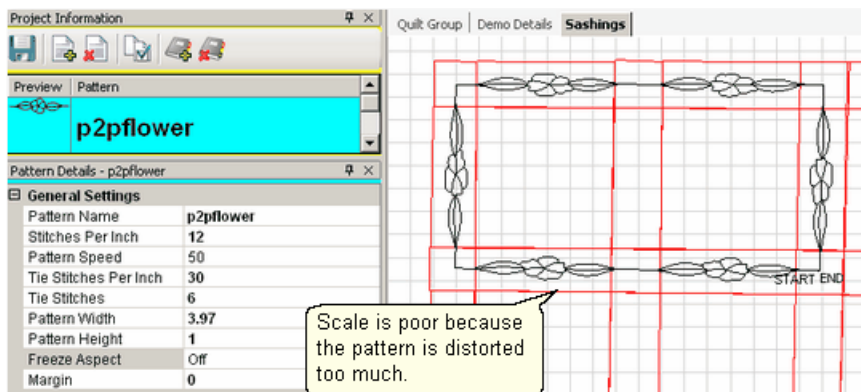 Project Information
Preview Pattern
p2pflower
Pattern Details - p2pflower
General Settings
Pattern Name p2pflower
Stitches Per Inch 12
Pattern Speed 50
Tie Stitches Per Inch 30
Tie Stitches 6
Pattern Width 3.97
Pattern Height 1
Freeze Aspect Off
Margin 0
Quilt Group Demo Details Sashings
START END
Scale is poor because
the pattern is distorted
too much.